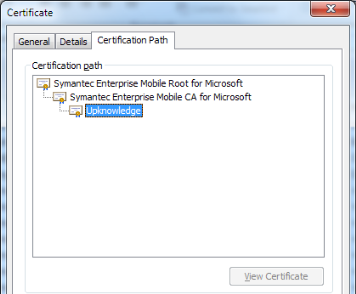 Certificate
General Details Certification Path
Certification path
Symantec Enterprise Mobile Root for Microsoft
Symantec Enterprise Mobile CA for Microsoft
Upknowledge
View Certificate